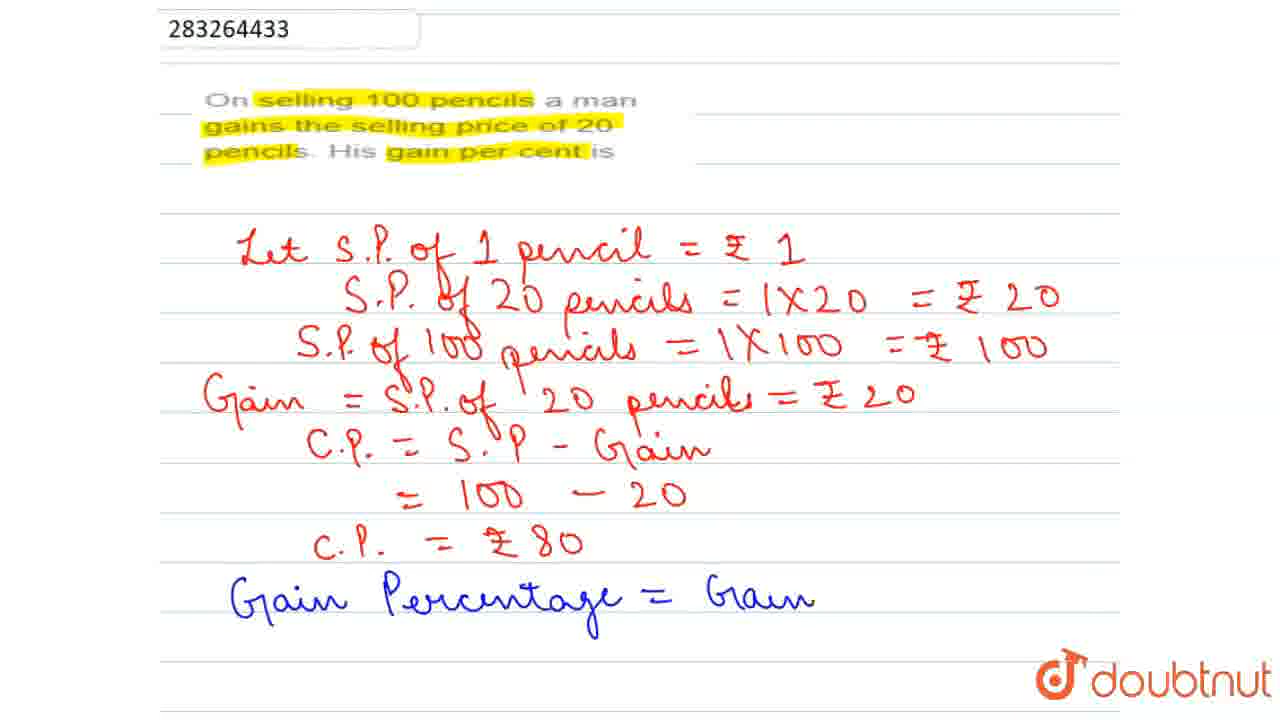 283264433
On selling 100 pencils a man
gains the selling price of 20
pencils. His gain per cent is
Let S.P. of 1 pencil = ₹ 1
S.P. of 20 pencils = 1 X 20 = ₹ 20
S.P. of 100 pencils = 1 X 100 = ₹ 100
Gain = S.P. of 20 pencils = ₹ 20
C.P. = S.P - Gain
= 100 - 20
C.P. = ₹ 80
Gain Percentage = Gain
doubtnut